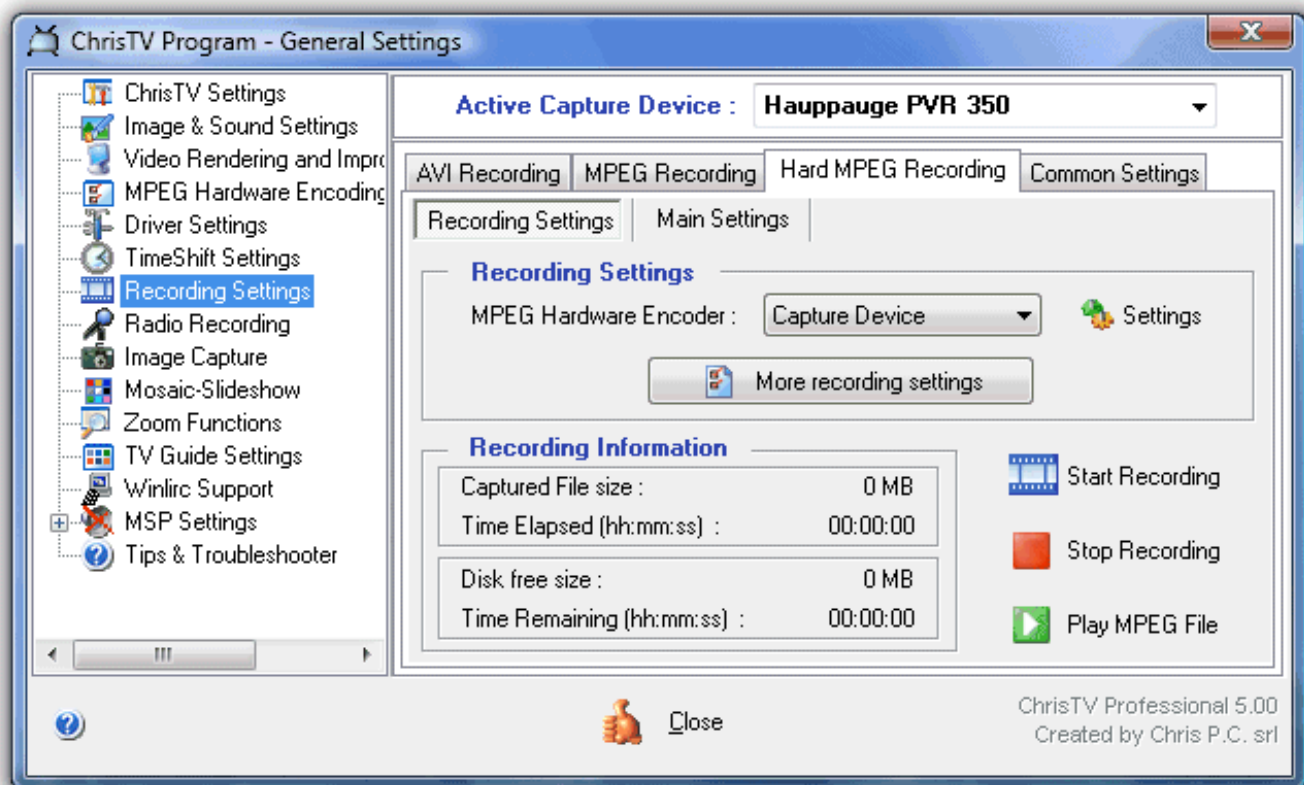 ChrisTV Program - General Settings
ChrisTV Settings
Image & Sound Settings
Video Rendering and Impro
MPEG Hardware Encoding
Driver Settings
TimeShift Settings
Recording Settings
Radio Recording
Image Capture
Mosaic-Slideshow
Zoom Functions
TV Guide Settings
Winlirc Support
MSP Settings
Tips & Troubleshooter
Active Capture Device : Hauppauge PVR 350
AVI Recording MPEG Recording Hard MPEG Recording Common Settings
Recording Settings Main Settings
Recording Settings
MPEG Hardware Encoder : Capture Device Settings
More recording settings
Recording Information
Captured File size : 0 MB
Time Elapsed (hh:mm:ss) : 00:00:00
Disk free size : 0 MB
Time Remaining (hh:mm:ss) : 00:00:00
Start Recording
Stop Recording
Play MPEG File
Close
ChrisTV Professional 5.00
Created by Chris P.C. srl